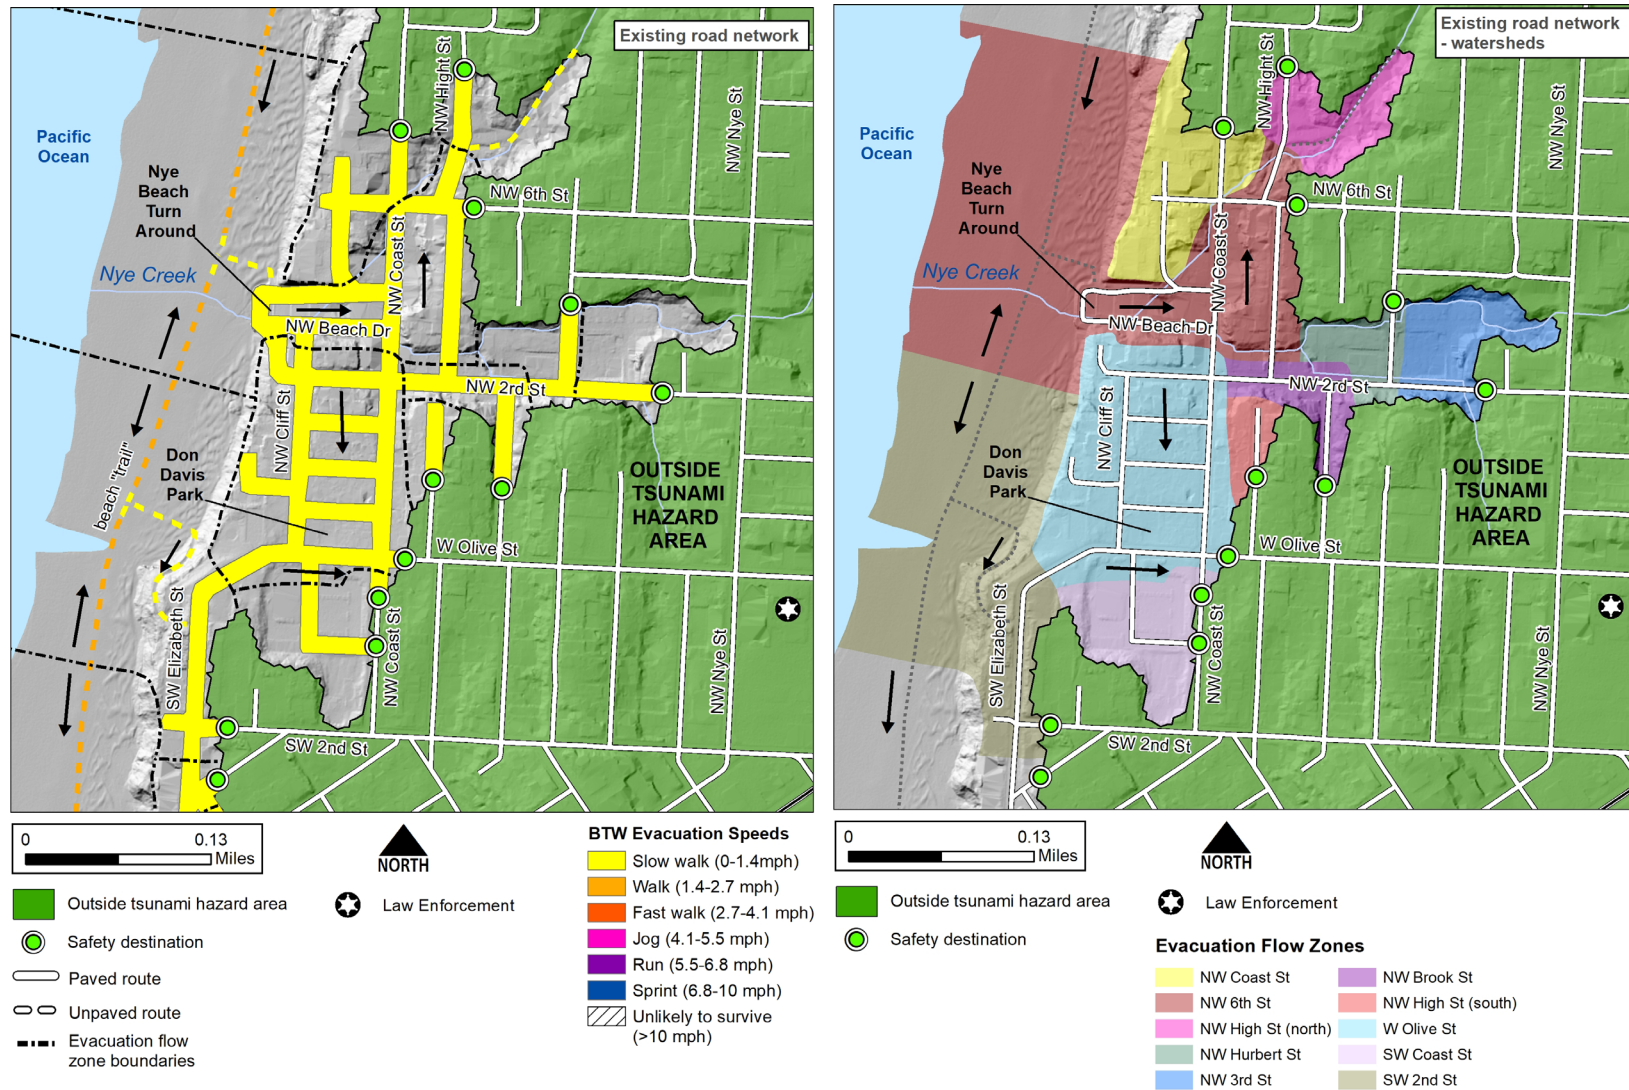 Existing road network
Pacific
Ocean
NW Hight St
NW Nye St
Nye
Beach
Turn
Around
NW 6th St
NW Coast St
Nye Creek
NW Beach Dr
NW 2rd St
NW Cliff St
beach "trail"
Don
Davis
Park
OUTSIDE
TSUNAMI
HAZARD
AREA
W Olive St
SW Elizabeth St
NW Coast St
NW Nye St
SW 2nd St
0 0.13
Miles
NORTH
Outside tsunami hazard area
Law Enforcement
Safety destination
Paved route
Unpaved route
Evacuation flow
zone boundaries
BTW Evacuation Speeds
Slow walk (0-1.4mph)
Walk (1.4-2.7 mph)
Fast walk (2.7-4.1 mph)
Jog (4.1-5.5 mph)
Run (5.5-6.8 mph)
Sprint (6.8-10 mph)
Unlikely to survive
(>10 mph)
Existing road network
- watersheds
Pacific
Ocean
NW Hight St
NW Nye St
Nye
Beach
Turn
Around
NW 6th St
NW Coast St
Nye Creek
NW Beach Dr
NW 2rd St
NW Cliff St
Don
Davis
Park
OUTSIDE
TSUNAMI
HAZARD
AREA
W Olive St
SW Elizabeth St
NW Coast St
NW Nye St
SW 2nd St
0 0.13
Miles
NORTH
Outside tsunami hazard area
Law Enforcement
Safety destination
Evacuation Flow Zones
NW Coast St
NW 6th St
NW High St (north)
NW Hurbert St
NW 3rd St
NW Brook St
NW High St (south)
W Olive St
SW Coast St
SW 2nd St